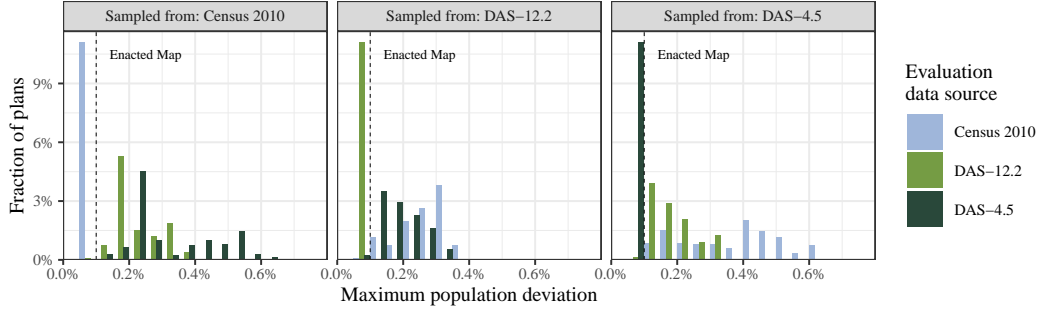 Sampled from: Census 2010
Sampled from: DAS−12.2
Sampled from: DAS−4.5
Enacted Map
Enacted Map
Enacted Map
9%
6%
3%
0%
Fraction of plans
0.0%
0.2%
0.4%
0.6%
0.0%
0.2%
0.4%
0.6%
0.0%
0.2%
0.4%
0.6%
Maximum population deviation
Evaluation
data source
Census 2010
DAS−12.2
DAS−4.5